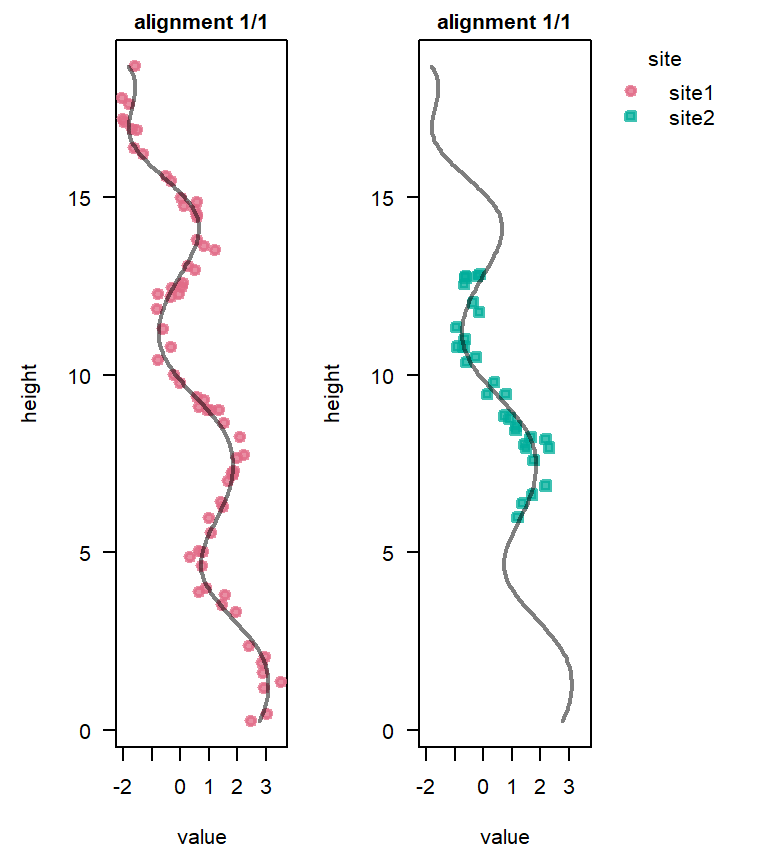 alignment 1/1
alignment 1/1
site
site1
site2
15
15
10
10
height
height
5
5
0
0
-2 0 1 2 3
-2 0 1 2 3
value
value